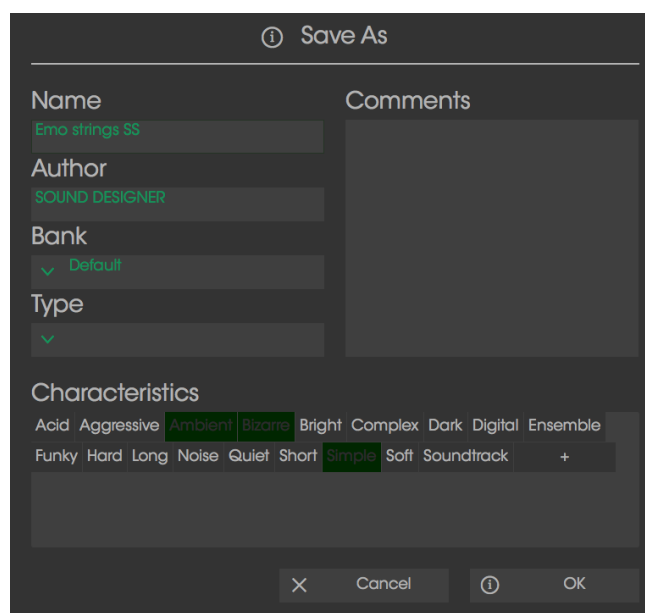 Save As
Name
Emo strings SS
Author
SOUND DESIGNER
Bank
Default
Type
Comments
Characteristics
Acid Aggressive Ambient Bizarre Bright Complex Dark Digital Ensemble
Funky Hard Long Noise Quiet Short Simple Soft Soundtrack +
Cancel
OK